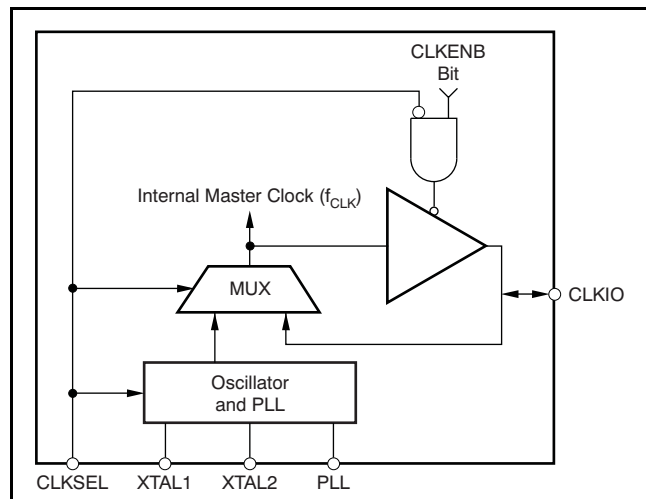 CLKENB
Bit
Internal Master Clock (fCLK)
MUX
CLKIO
Oscillator
and PLL
CLKSEL XTAL1 XTAL2 PLL